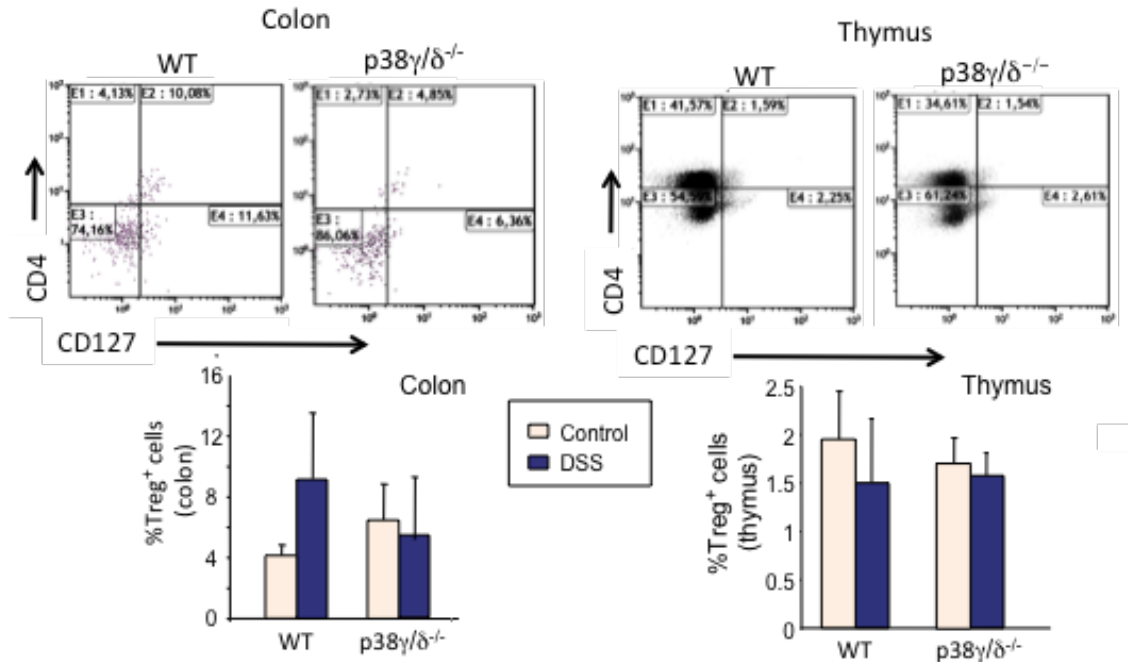 Colon
WT
p38γ/δ⁻/⁻
E1 : 4,13%
E2 : 10,08%
E3 : 74,16%
E4 : 11,63%
E1 : 2,73%
E2 : 4,85%
E3 : 86,06%
E4 : 6,36%
CD4
CD127
Thymus
WT
p38γ/δ⁻/⁻
E1 : 41,57%
E2 : 1,59%
E3 : 54,59%
E4 : 2,25%
E1 : 34,61%
E2 : 1,54%
E3 : 61,24%
E4 : 2,61%
CD4
CD127
Colon
%Treg⁺ cells
(colon)
16
12
8
4
0
WT
p38γ/δ⁻/⁻
Control
DSS
Thymus
%Treg⁺ cells
(thymus)
2.5
2
1.5
1
0.5
0
WT
p38γ/δ⁻/⁻